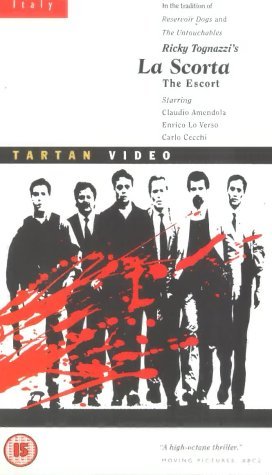 Italy
In the tradition of
Reservoir Dogs and
The Untouchables
Ricky Tognazzi's
La Scorta
The Escort
Starring
Claudio Amendola
Enrico Lo Verso
Carlo Cecchi
TARTAN VIDEO
15
"A high-octane thriller."
MOVING PICTURES BBC2